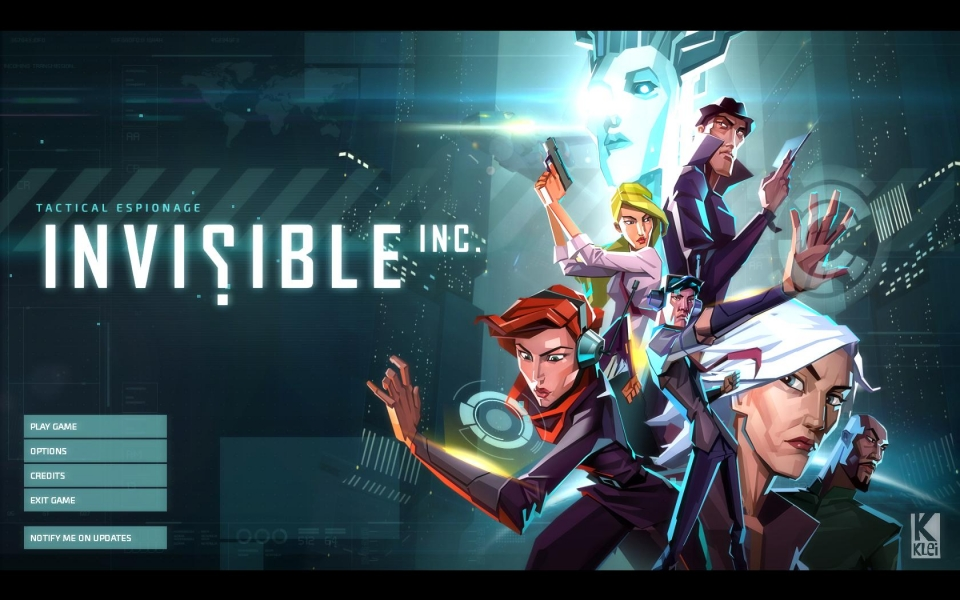 TACTICAL ESPIONAGE
INVISIBLE INC.
PLAY GAME
OPTIONS
CREDITS
EXIT GAME
NOTIFY ME ON UPDATES
KLEi